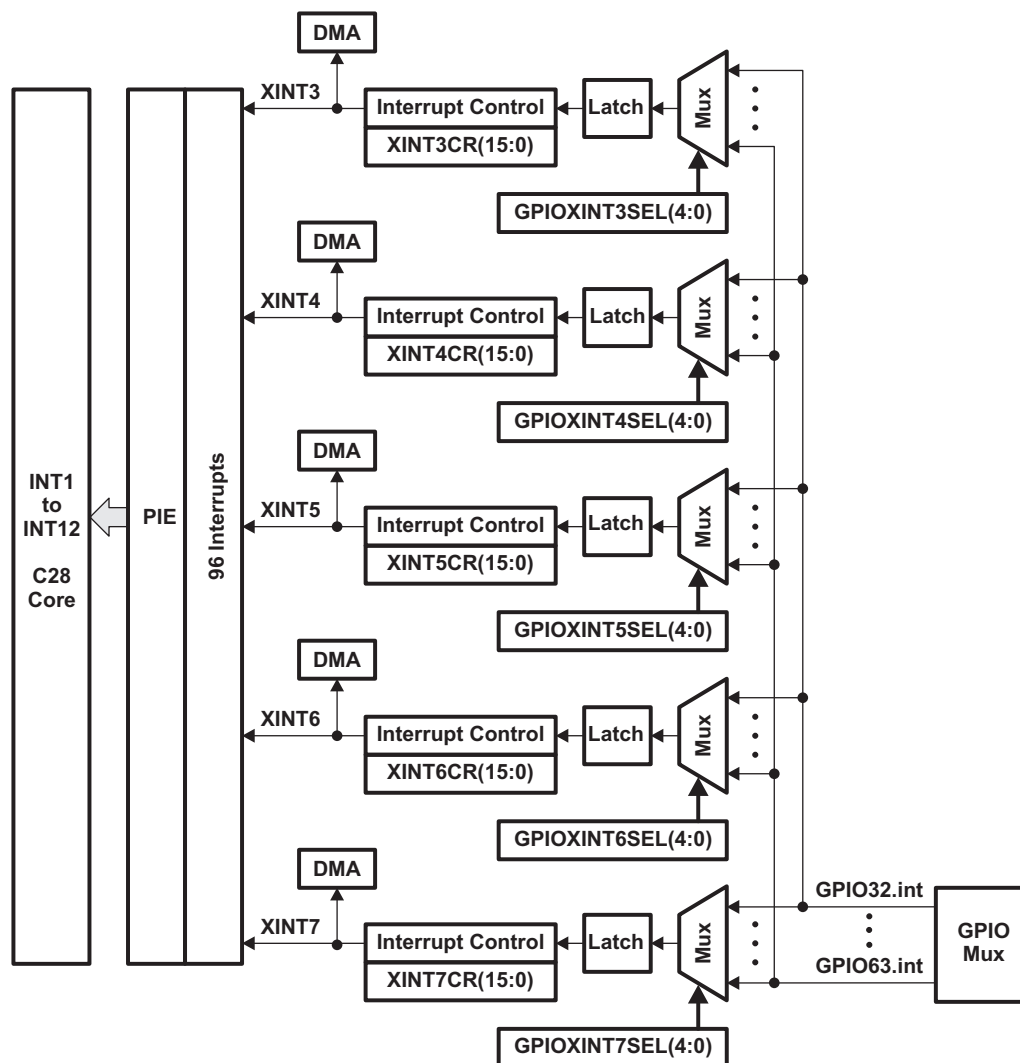 DMA
XINT3
Interrupt Control
Latch
Mux
XINT3CR(15:0)
GPIOXINT3SEL(4:0)
DMA
XINT4
Interrupt Control
Latch
Mux
XINT4CR(15:0)
GPIOXINT4SEL(4:0)
DMA
INT1
to
INT12
C28
Core
PIE
96 Interrupts
XINT5
Interrupt Control
Latch
Mux
XINT5CR(15:0)
GPIOXINT5SEL(4:0)
DMA
XINT6
Interrupt Control
Latch
Mux
XINT6CR(15:0)
GPIOXINT6SEL(4:0)
DMA
XINT7
Interrupt Control
Latch
Mux
XINT7CR(15:0)
GPIOXINT7SEL(4:0)
GPIO32.int
GPIO63.int
GPIO
Mux